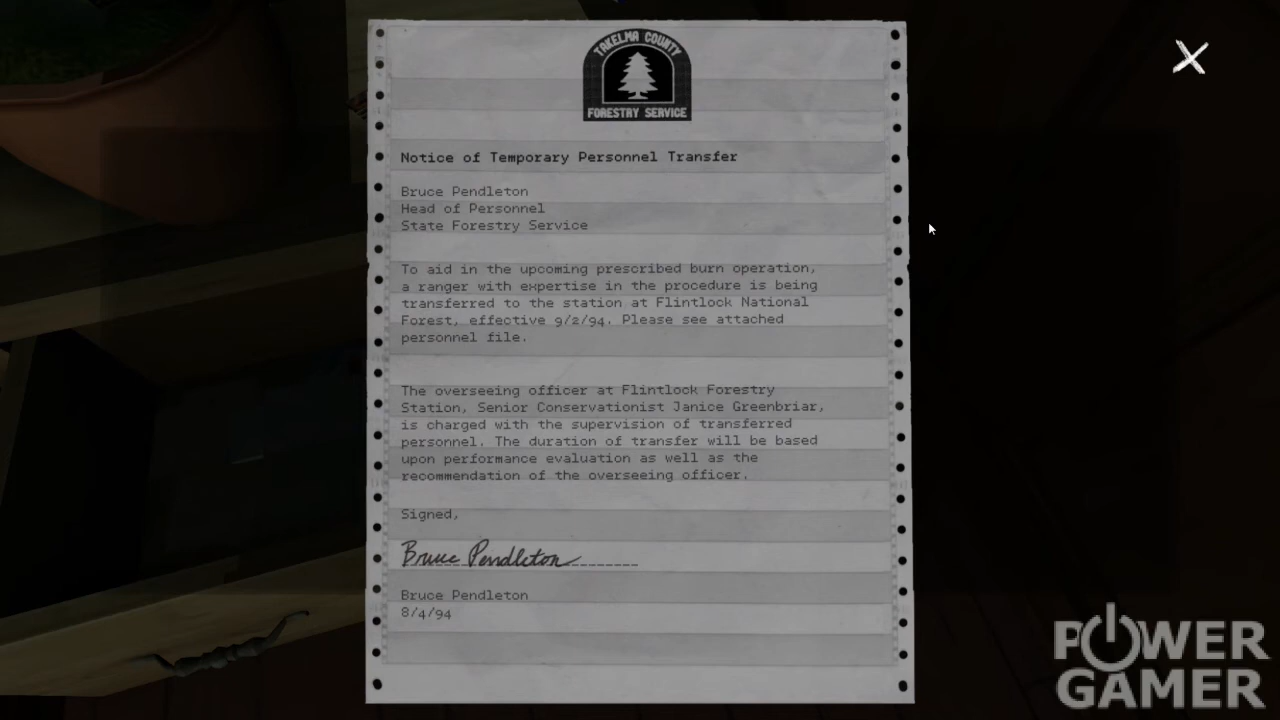 TAKELMA COUNTY
FORESTRY SERVICE
Notice of Temporary Personnel Transfer
Bruce Pendleton
Head of Personnel
State Forestry Service
To aid in the upcoming prescribed burn operation,
a ranger with expertise in the procedure is being
transferred to the station at Flintlock National
Forest, effective 9/2/94. Please see attached
personnel file.
The overseeing officer at Flintlock Forestry
Station, Senior Conservationist Janice Greenbriar,
is charged with the supervision of transferred
personnel. The duration of transfer will be based
upon performance evaluation as well as the
recommendation of the overseeing officer.
Signed,
Bruce Pendleton
Bruce Pendleton
8/4/94
POWER
GAMER